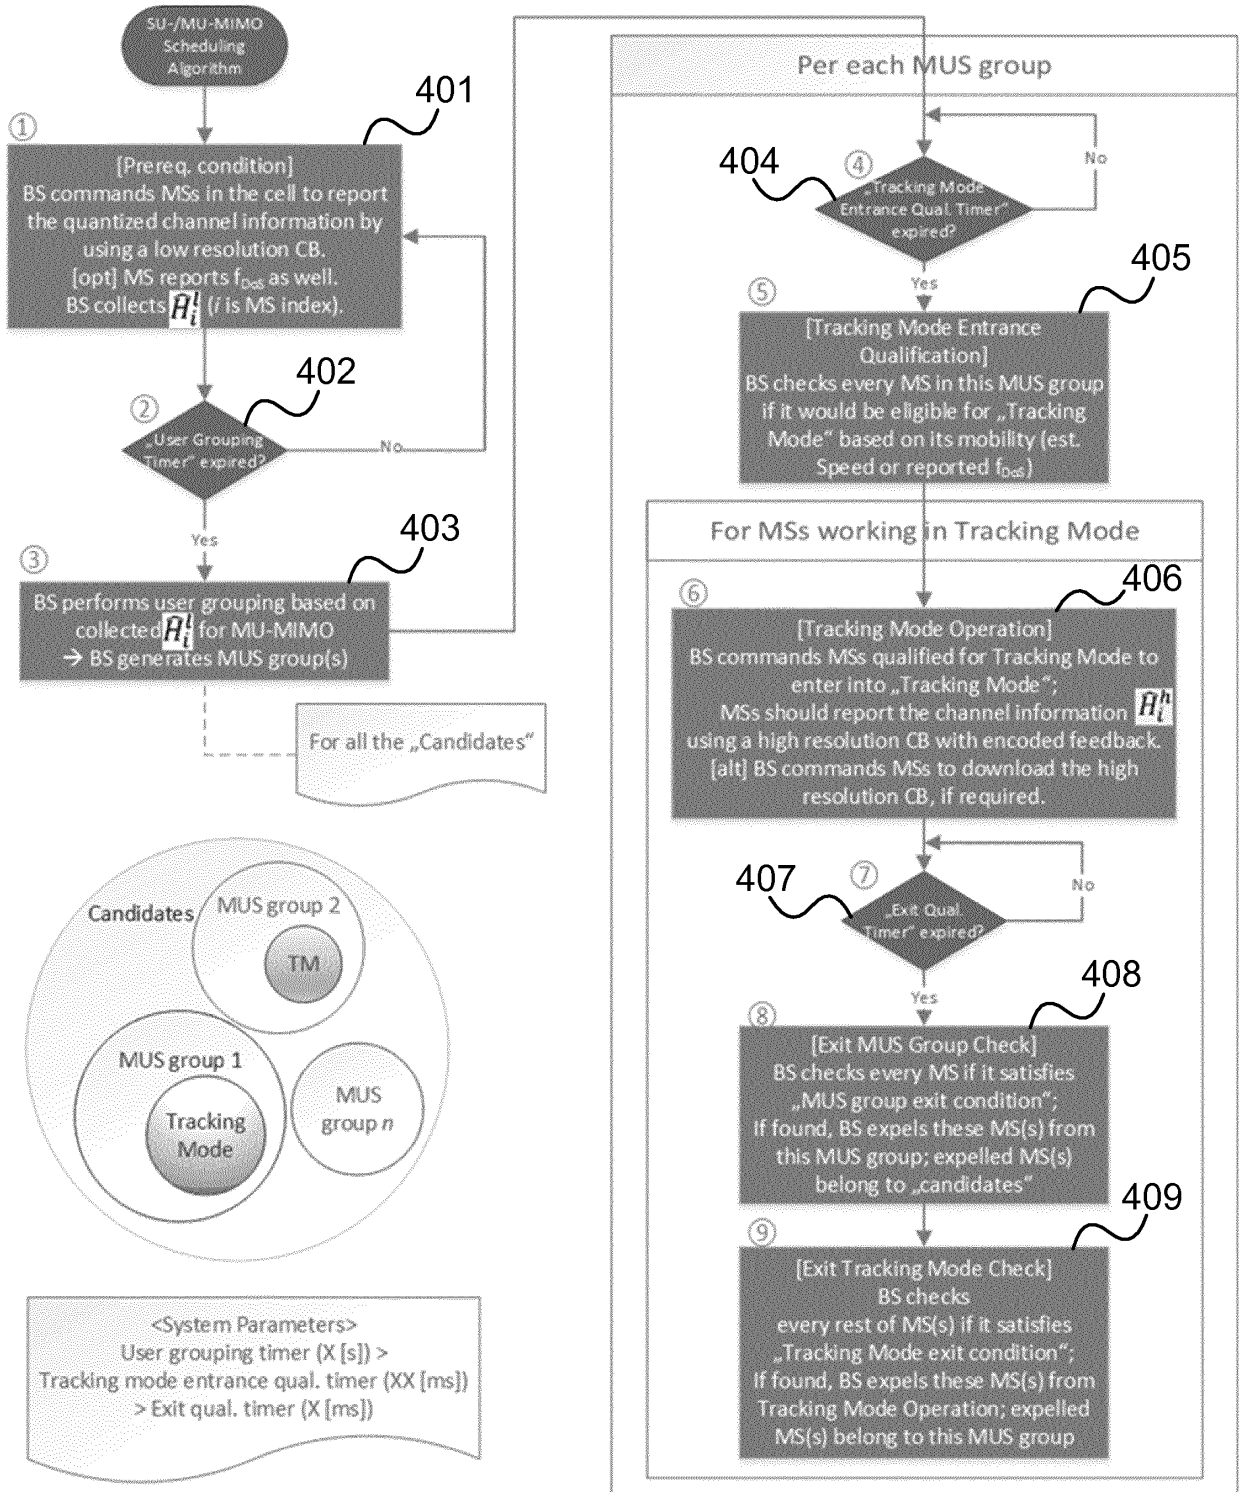 SU-/MU-MIMO
Scheduling
Algorithm
401
①
[Prereq. condition]
BS commands MSs in the cell to report
the quantized channel information by
using a low resolution CB.
[opt] MS reports f_DoS as well.
BS collects Ĥ_i^l (i is MS index).
402
②
„User Grouping
Timer“ expired?
No
Yes
403
③
BS performs user grouping based on
collected Ĥ_i^l for MU-MIMO
→ BS generates MUS group(s)
For all the „Candidates“
Candidates
MUS group 2
TM
MUS group 1
Tracking
Mode
MUS
group n
<System Parameters>
User grouping timer (X [s]) >
Tracking mode entrance qual. timer (XX [ms])
> Exit qual. timer (X [ms])
Per each MUS group
404
④
„Tracking Mode
Entrance Qual. Timer“
expired?
No
Yes
405
⑤
[Tracking Mode Entrance
Qualification]
BS checks every MS in this MUS group
if it would be eligible for „Tracking
Mode“ based on its mobility (est.
Speed or reported f_DoS)
For MSs working in Tracking Mode
406
⑥
[Tracking Mode Operation]
BS commands MSs qualified for Tracking Mode to
enter into „Tracking Mode“;
MSs should report the channel information Ĥ_i^h
using a high resolution CB with encoded feedback.
[alt] BS commands MSs to download the high
resolution CB, if required.
407
⑦
„Exit Qual.
Timer“ expired?
No
Yes
408
⑧
[Exit MUS Group Check]
BS checks every MS if it satisfies
„MUS group exit condition“;
If found, BS expels these MS(s) from
this MUS group; expelled MS(s)
belong to „candidates“
409
⑨
[Exit Tracking Mode Check]
BS checks
every rest of MS(s) if it satisfies
„Tracking Mode exit condition“;
If found, BS expels these MS(s) from
Tracking Mode Operation; expelled
MS(s) belong to this MUS group